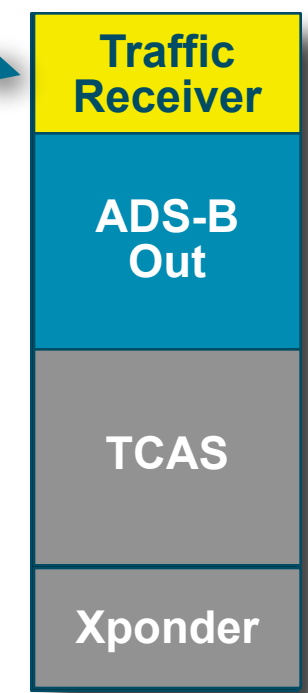 Traffic
Receiver
ADS-B
Out
TCAS
Xponder